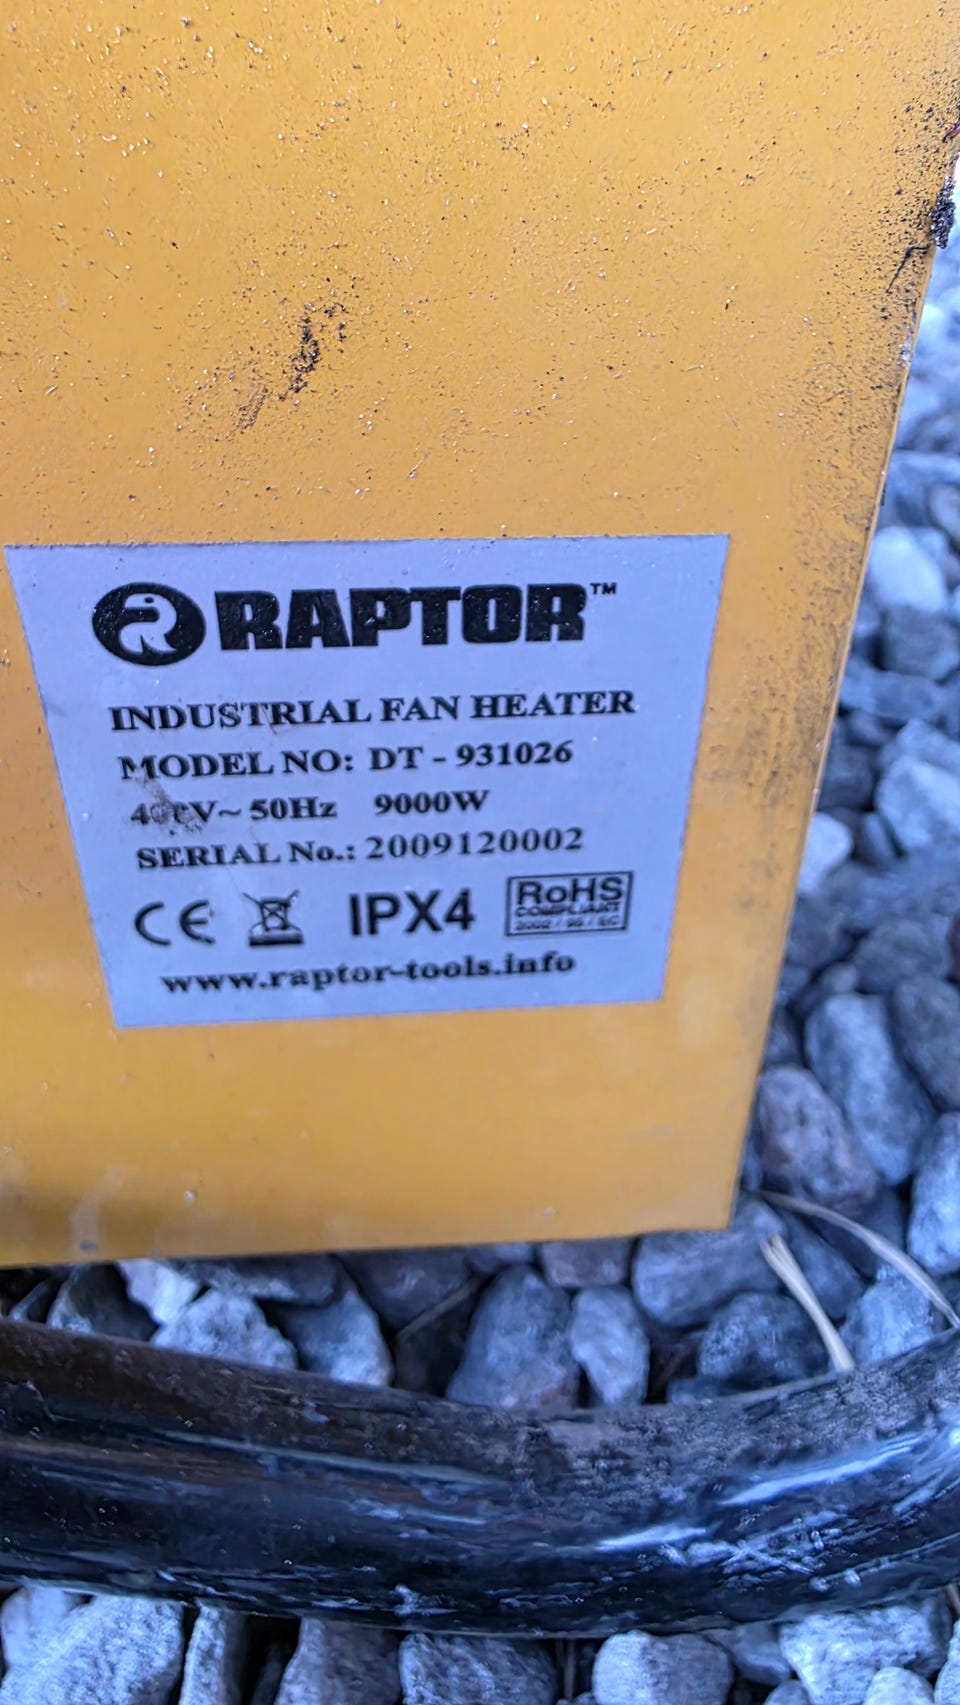 RAPTOR™
INDUSTRIAL FAN HEATER
MODEL NO: DT - 931026
50Hz 9000W
SERIAL No.: 2009120002
CE IPX4 RoHS
COMPLIANT
www.raptor-tools.info